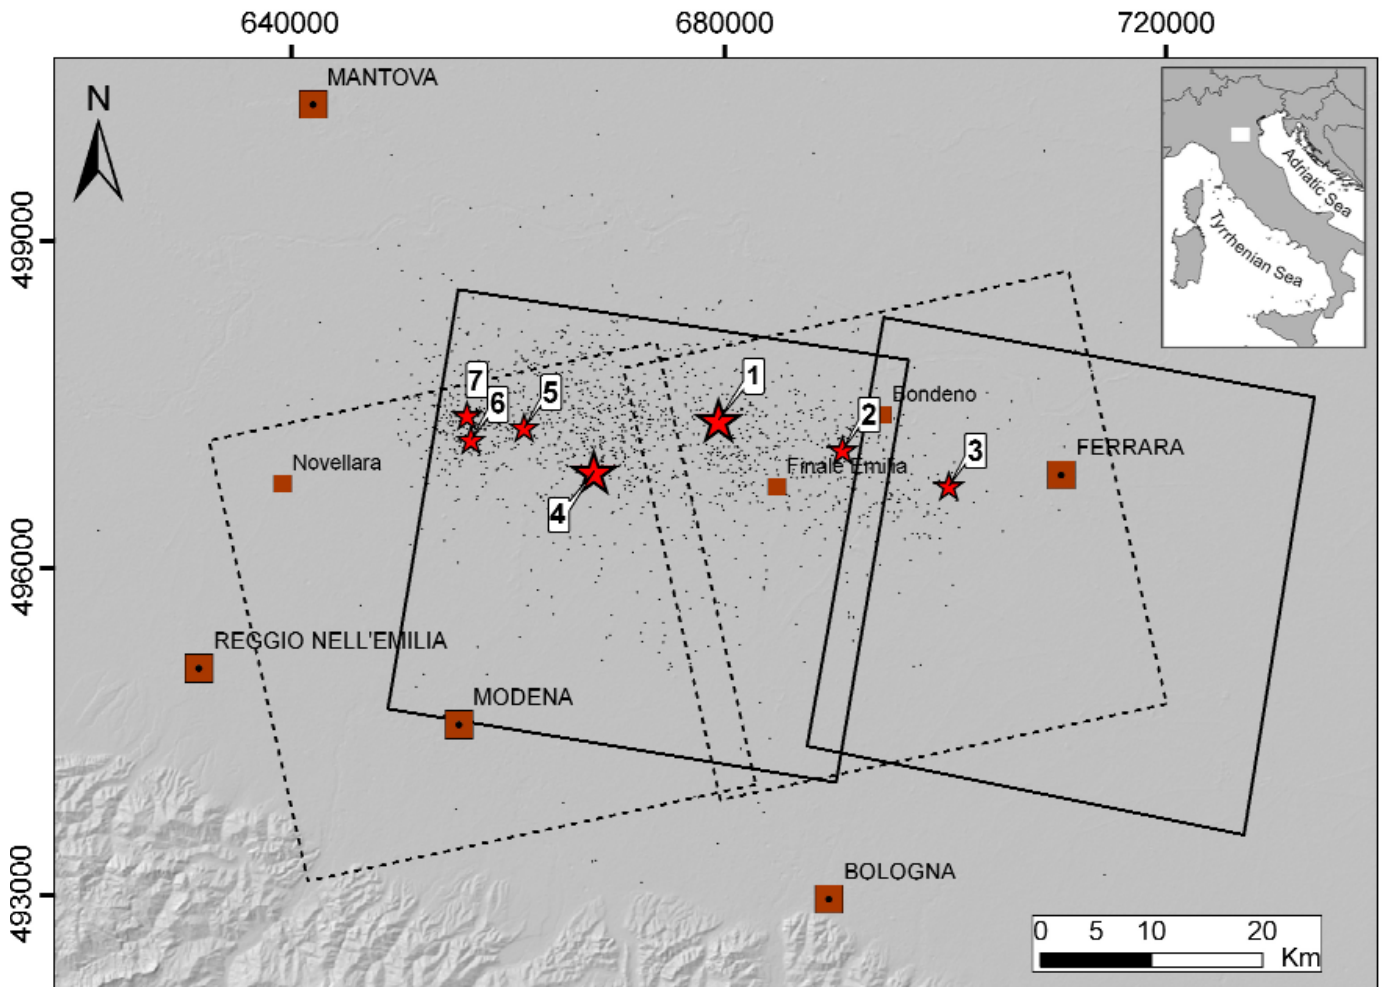 640000
680000
720000
MANTOVA
N
Adriatic Sea
Tyrrhenian Sea
499000
7
6
5
1
2
Bondeno
3
FERRARA
Novellara
Finale Emilia
4
496000
REGGIO NELL'EMILIA
MODENA
493000
BOLOGNA
0 5 10 20
Km